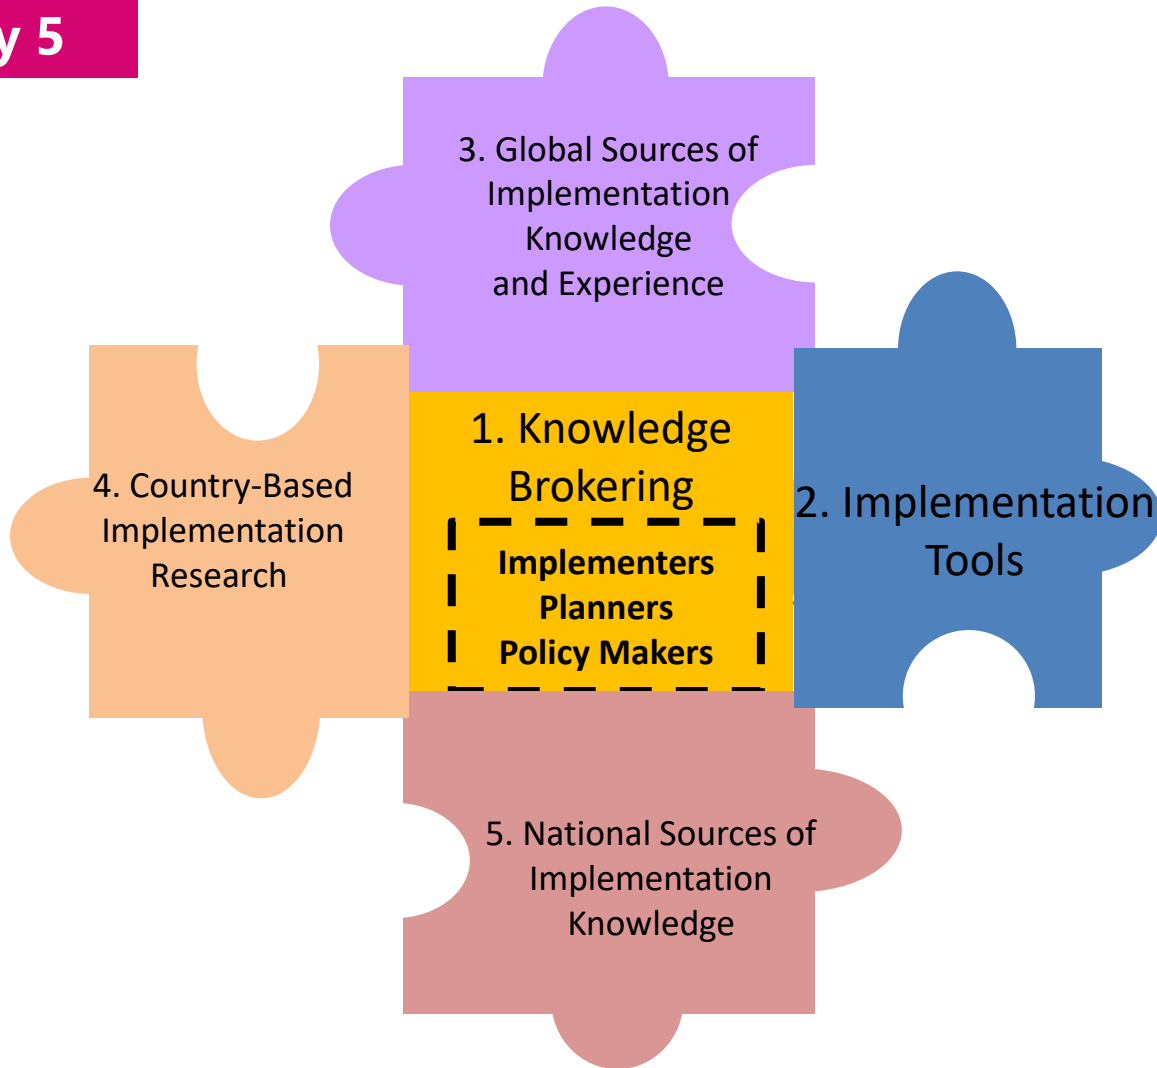 y 5
3. Global Sources of
Implementation
Knowledge
and Experience
1. Knowledge
Brokering
Implementers
Planners
Policy Makers
2. Implementation
Tools
4. Country-Based
Implementation
Research
5. National Sources of
Implementation
Knowledge